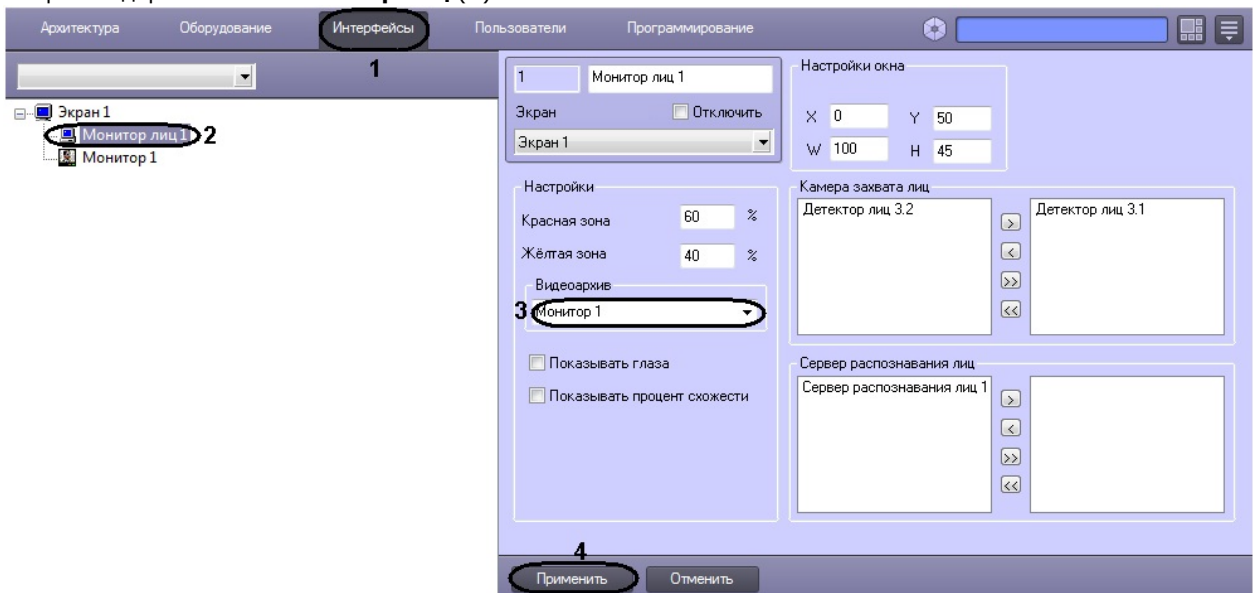 Архитектура Оборудование Интерфейсы Пользователи Программирование
1
Экран 1
Монитор лиц 1 2
Монитор 1
1 Монитор лиц 1
Экран Отключить
Экран 1
Настройки окна
X 0 Y 50
W 100 H 45
Настройки
Красная зона 60 %
Жёлтая зона 40 %
Видеоархив
3 Монитор 1
Показывать глаза
Показывать процент схожести
Камера захвата лиц
Детектор лиц 3.2 > Детектор лиц 3.1
<
>>
<<
Сервер распознавания лиц
Сервер распознавания лиц 1 >
<
>>
<<
4
Применить Отменить